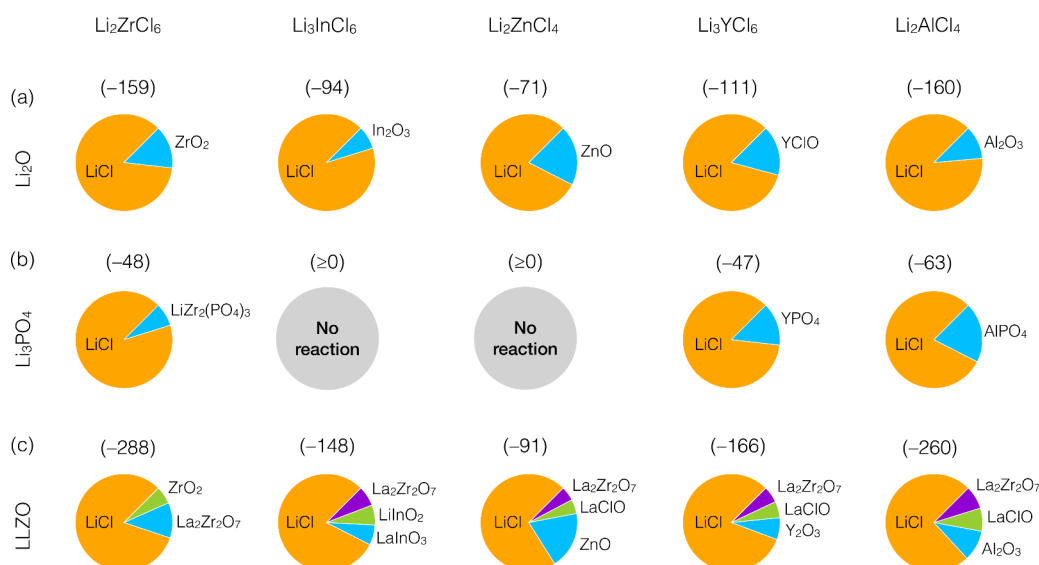 Li₂ZrCl₆ Li₃InCl₆ Li₂ZnCl₄ Li₃YCl₆ Li₂AlCl₄
(a) (−159) (−94) (−71) (−111) (−160)
Li₂O
LiCl ZrO₂
LiCl In₂O₃
LiCl ZnO
LiCl YClO
LiCl Al₂O₃
(b) (−48) (≥0) (≥0) (−47) (−63)
Li₃PO₄
LiCl LiZr₂(PO₄)₃
No
reaction
No
reaction
LiCl YPO₄
LiCl AlPO₄
(c) (−288) (−148) (−91) (−166) (−260)
LLZO
ZrO₂
LiCl La₂Zr₂O₇
La₂Zr₂O₇
LiCl LiInO₂
LaInO₃
La₂Zr₂O₇
LaClO
LiCl ZnO
La₂Zr₂O₇
LiCl LaClO
Y₂O₃
La₂Zr₂O₇
LiCl LaClO
Al₂O₃